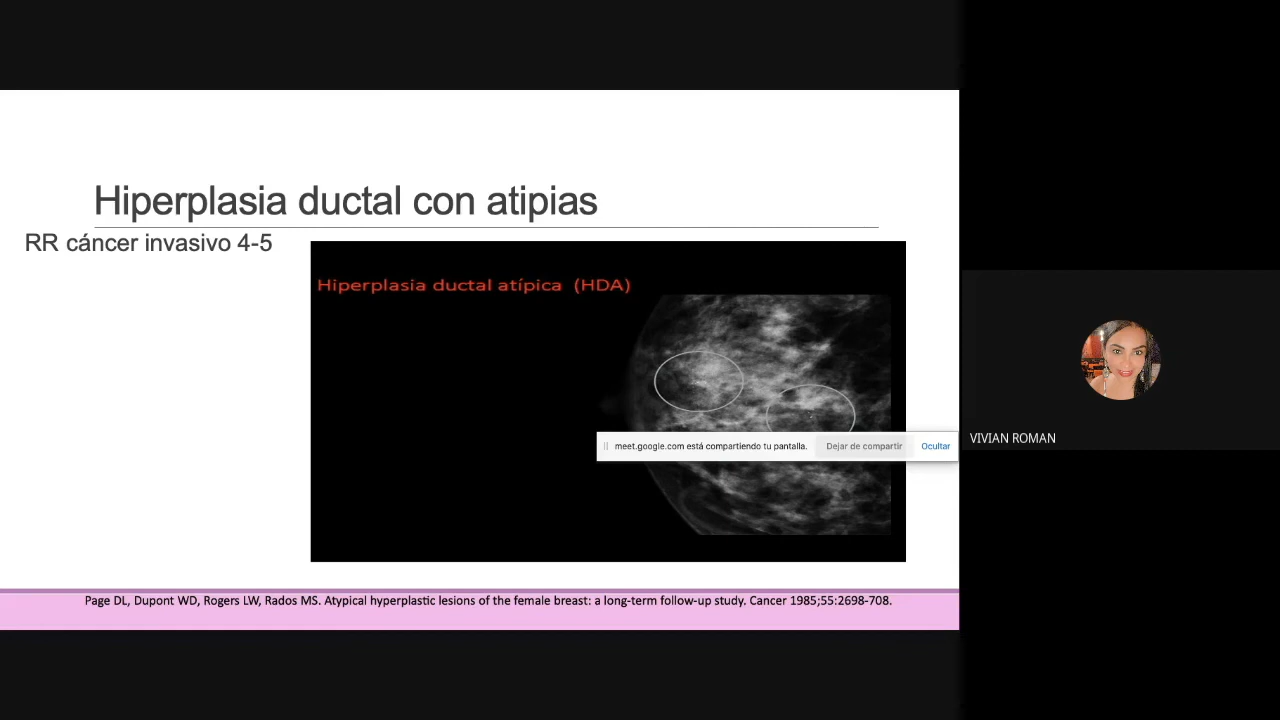 Hiperplasia ductal con atipias
RR cáncer invasivo 4-5
Hiperplasia ductal atípica (HDA)
meet.google.com está compartiendo tu pantalla. Dejar de compartir Ocultar
VIVIAN ROMAN
Page DL, Dupont WD, Rogers LW, Rados MS. Atypical hyperplastic lesions of the female breast: a long-term follow-up study. Cancer 1985;55:2698-708.